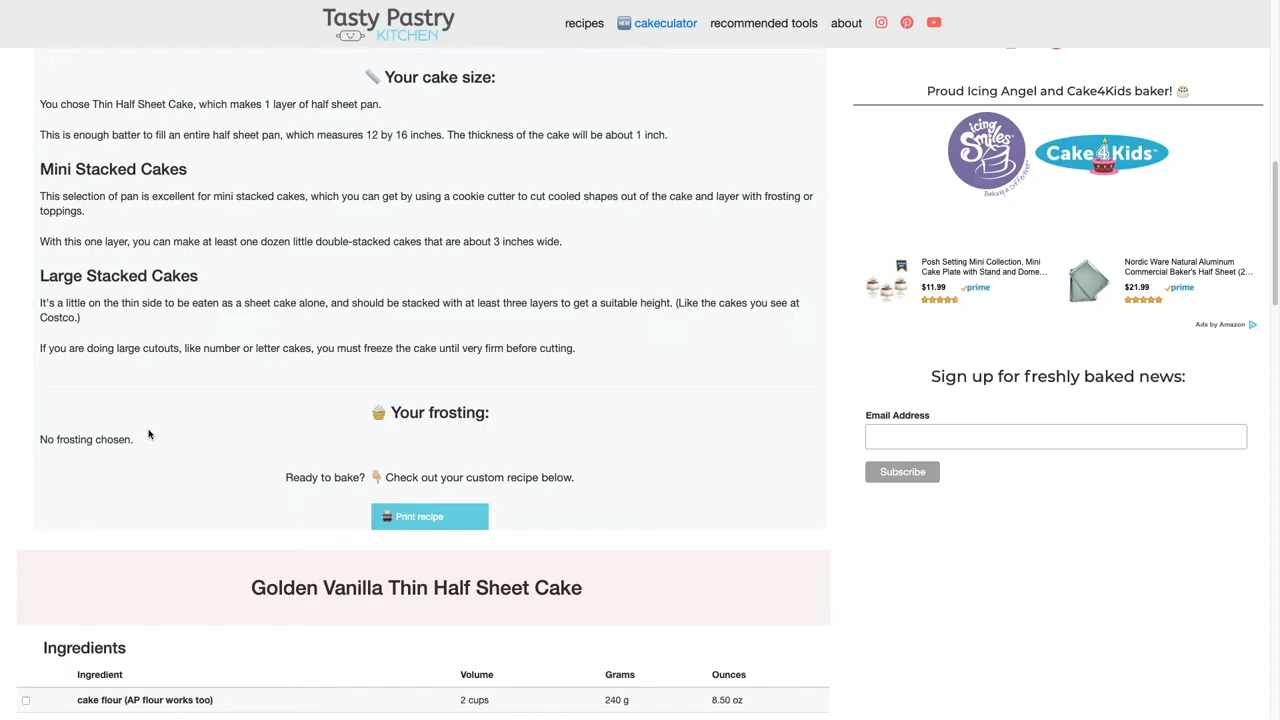 Tasty Pastry
KITCHEN
recipes
NEW cakeculator
recommended tools
about
Your cake size:
You chose Thin Half Sheet Cake, which makes 1 layer of half sheet pan.
This is enough batter to fill an entire half sheet pan, which measures 12 by 16 inches. The thickness of the cake will be about 1 inch.
Mini Stacked Cakes
This selection of pan is excellent for mini stacked cakes, which you can get by using a cookie cutter to cut cooled shapes out of the cake and layer with frosting or
toppings.
With this one layer, you can make at least one dozen little double-stacked cakes that are about 3 inches wide.
Large Stacked Cakes
It's a little on the thin side to be eaten as a sheet cake alone, and should be stacked with at least three layers to get a suitable height. (Like the cakes you see at
Costco.)
If you are doing large cutouts, like number or letter cakes, you must freeze the cake until very firm before cutting.
Your frosting:
No frosting chosen.
Ready to bake? Check out your custom recipe below.
Print recipe
Golden Vanilla Thin Half Sheet Cake
Ingredients
Ingredient Volume Grams Ounces
cake flour (AP flour works too) 2 cups 240 g 8.50 oz
Proud Icing Angel and Cake4Kids baker!
Icing
Smiles
Baking a Difference
Cake4Kids™
Posh Setting Mini Collection, Mini
Cake Plate with Stand and Dome...
$11.99 prime
Nordic Ware Natural Aluminum
Commercial Baker's Half Sheet (2...
$21.99 prime
Ads by Amazon
Sign up for freshly baked news:
Email Address
Subscribe